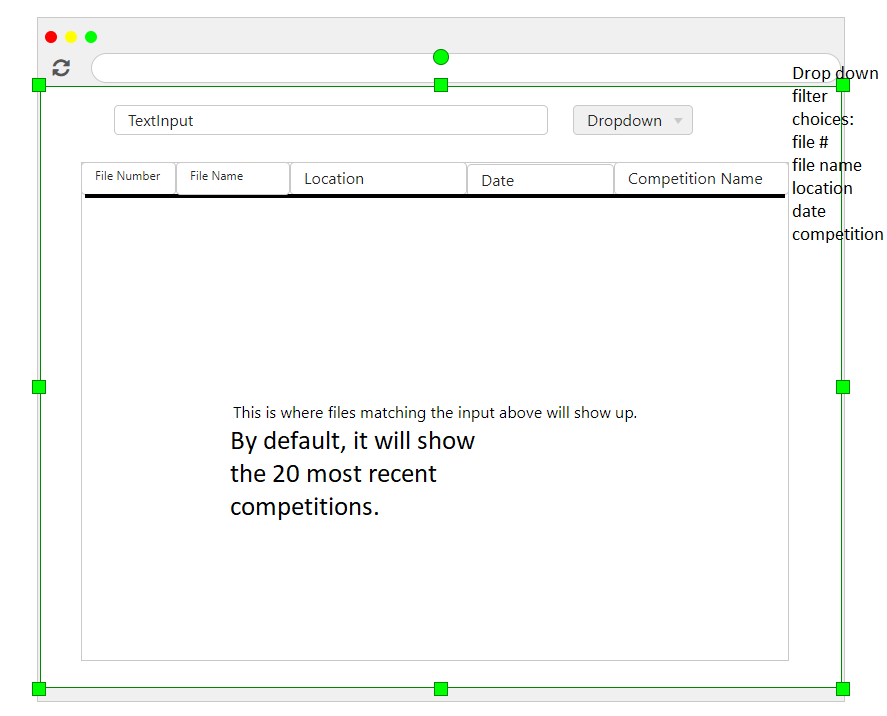 TextInput
Dropdown
Drop down
filter
choices:
file #
file name
location
date
competition
File Number
File Name
Location
Date
Competition Name
This is where files matching the input above will show up.
By default, it will show
the 20 most recent
competitions.